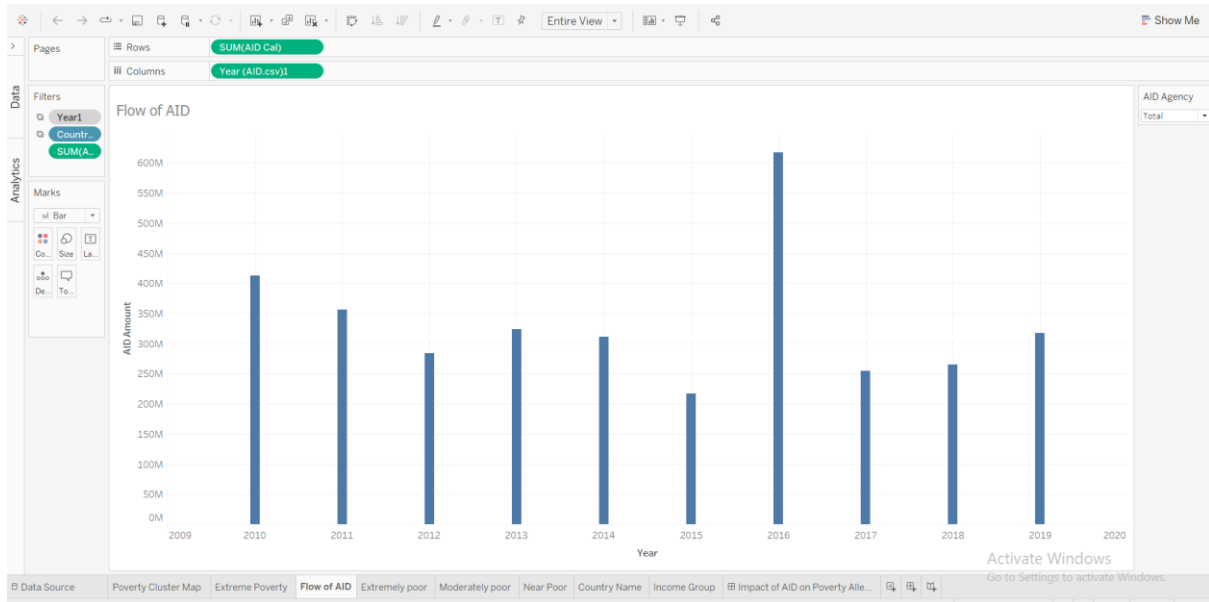 Entire View
Show Me
Pages
Rows
SUM(AID Cal)
Columns
Year (AID.csv)1
Data
Analytics
Filters
Year1
Countr..
SUM(A..
Marks
Bar
Co... Size La...
De... To...
Flow of AID
AID Agency
Total
AID Amount
600M
550M
500M
450M
400M
350M
300M
250M
200M
150M
100M
50M
0M
2009 2010 2011 2012 2013 2014 2015 2016 2017 2018 2019 2020
Year
Activate Windows
Go to Settings to activate Windows.
Data Source Poverty Cluster Map Extreme Poverty Flow of AID Extremely poor Moderately poor Near Poor Country Name Income Group Impact of AID on Poverty Alle...